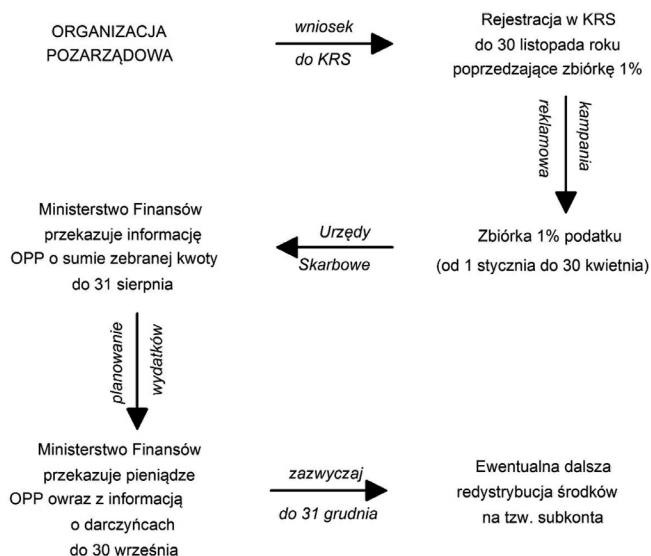 ORGANIZACJA
POZARZĄDOWA
wniosek
do KRS
Rejestracja w KRS
do 30 listopada roku
poprzedzające zbiórkę 1%
kampania
reklamowa
Zbiórka 1% podatku
(od 1 stycznia do 30 kwietnia)
Urzędy
Skarbowe
Ministerstwo Finansów
przekazuje informację
OPP o sumie zebranej kwoty
do 31 sierpnia
planowanie
wydatków
Ministerstwo Finansów
przekazuje pieniądze
OPP owraz z informacją
o darczyńcach
do 30 września
zazwyczaj
do 31 grudnia
Ewentualna dalsza
redystrybucja środków
na tzw. subkonta